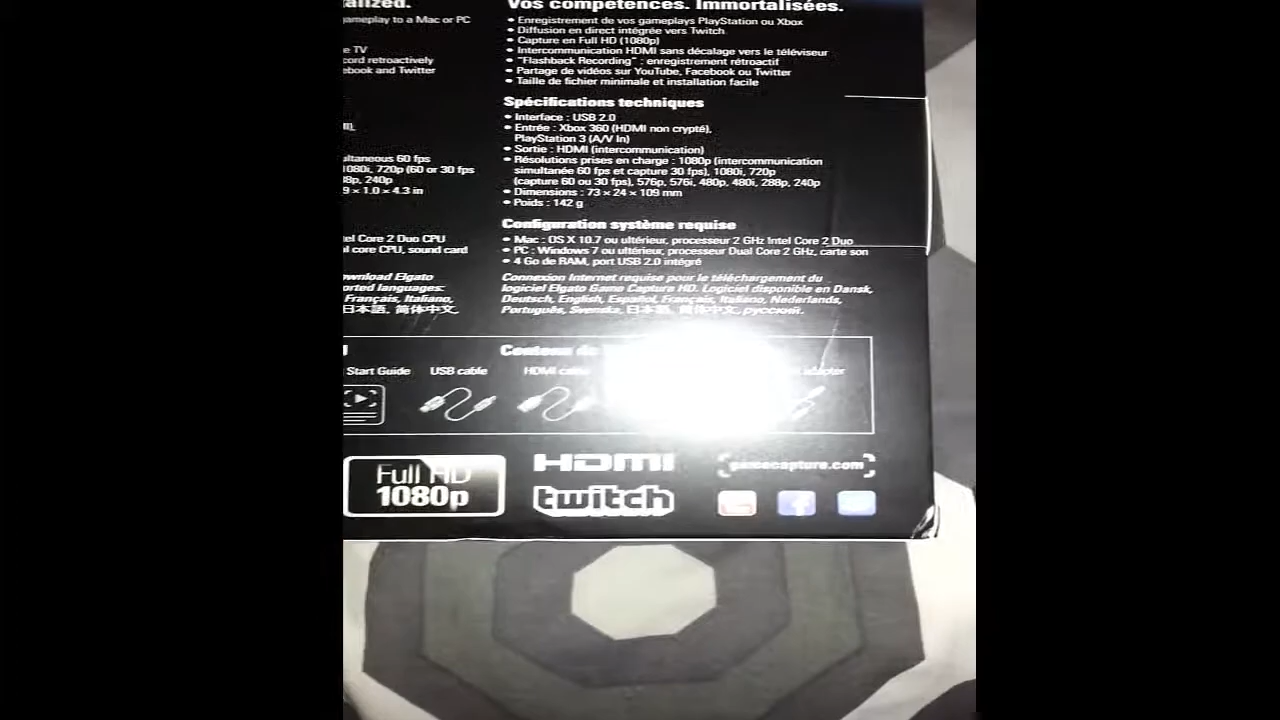 alized.
gameplay to a Mac or PC
e TV
cord retroactively
ebook and Twitter
ultaneous 60 fps
1080i, 720p (60 or 30 fps
88p, 240p
9 × 1.0 × 4.3 in
tel Core 2 Duo CPU
al core CPU, sound card
ownload Elgato
orted languages:
Français, Italiano,
日本語, 简体中文,
Vos compétences. Immortalisées.
• Enregistrement de vos gameplays PlayStation ou Xbox
• Diffusion en direct intégrée vers Twitch
• Capture en Full HD (1080p)
• Intercommunication HDMI sans décalage vers le téléviseur
• "Flashback Recording" : enregistrement rétroactif
• Partage de vidéos sur YouTube, Facebook ou Twitter
• Taille de fichier minimale et installation facile
Spécifications techniques
• Interface : USB 2.0
• Entrée : Xbox 360 (HDMI non crypté),
PlayStation 3 (A/V In)
• Sortie : HDMI (intercommunication)
• Résolutions prises en charge : 1080p (intercommunication
simultanée 60 fps et capture 30 fps), 1080i, 720p
(capture 60 ou 30 fps), 576p, 576i, 480p, 480i, 288p, 240p
• Dimensions : 73 × 24 × 109 mm
• Poids : 142 g
Configuration système requise
• Mac : OS X 10.7 ou ultérieur, processeur 2 GHz Intel Core 2 Duo
• PC : Windows 7 ou ultérieur, processeur Dual Core 2 GHz, carte son
• 4 Go de RAM, port USB 2.0 intégré
Connexion Internet requise pour le téléchargement du
logiciel Elgato Game Capture HD. Logiciel disponible en Dansk,
Deutsch, English, Español, Français, Italiano, Nederlands,
Português, Svenska, 日本語, 简体中文, русский.
Contenu de
Start Guide USB cable HDMI cable adapter
Full HD
1080p
HDMI
twitch
gamecapture.com